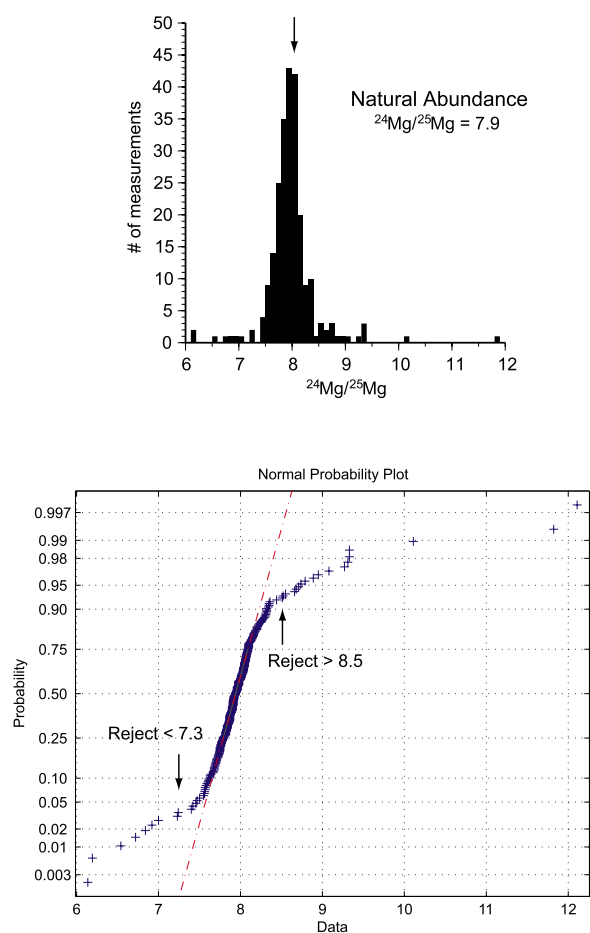 50
45
40
35
30
25
20
15
10
5
0
# of measurements
Natural Abundance
²⁴Mg/²⁵Mg = 7.9
6 7 8 9 10 11 12
²⁴Mg/²⁵Mg
Normal Probability Plot
0.997
0.99
0.98
0.95
0.90
0.75
0.50
0.25
0.10
0.05
0.02
0.01
0.003
Probability
Reject > 8.5
Reject < 7.3
6 7 8 9 10 11 12
Data